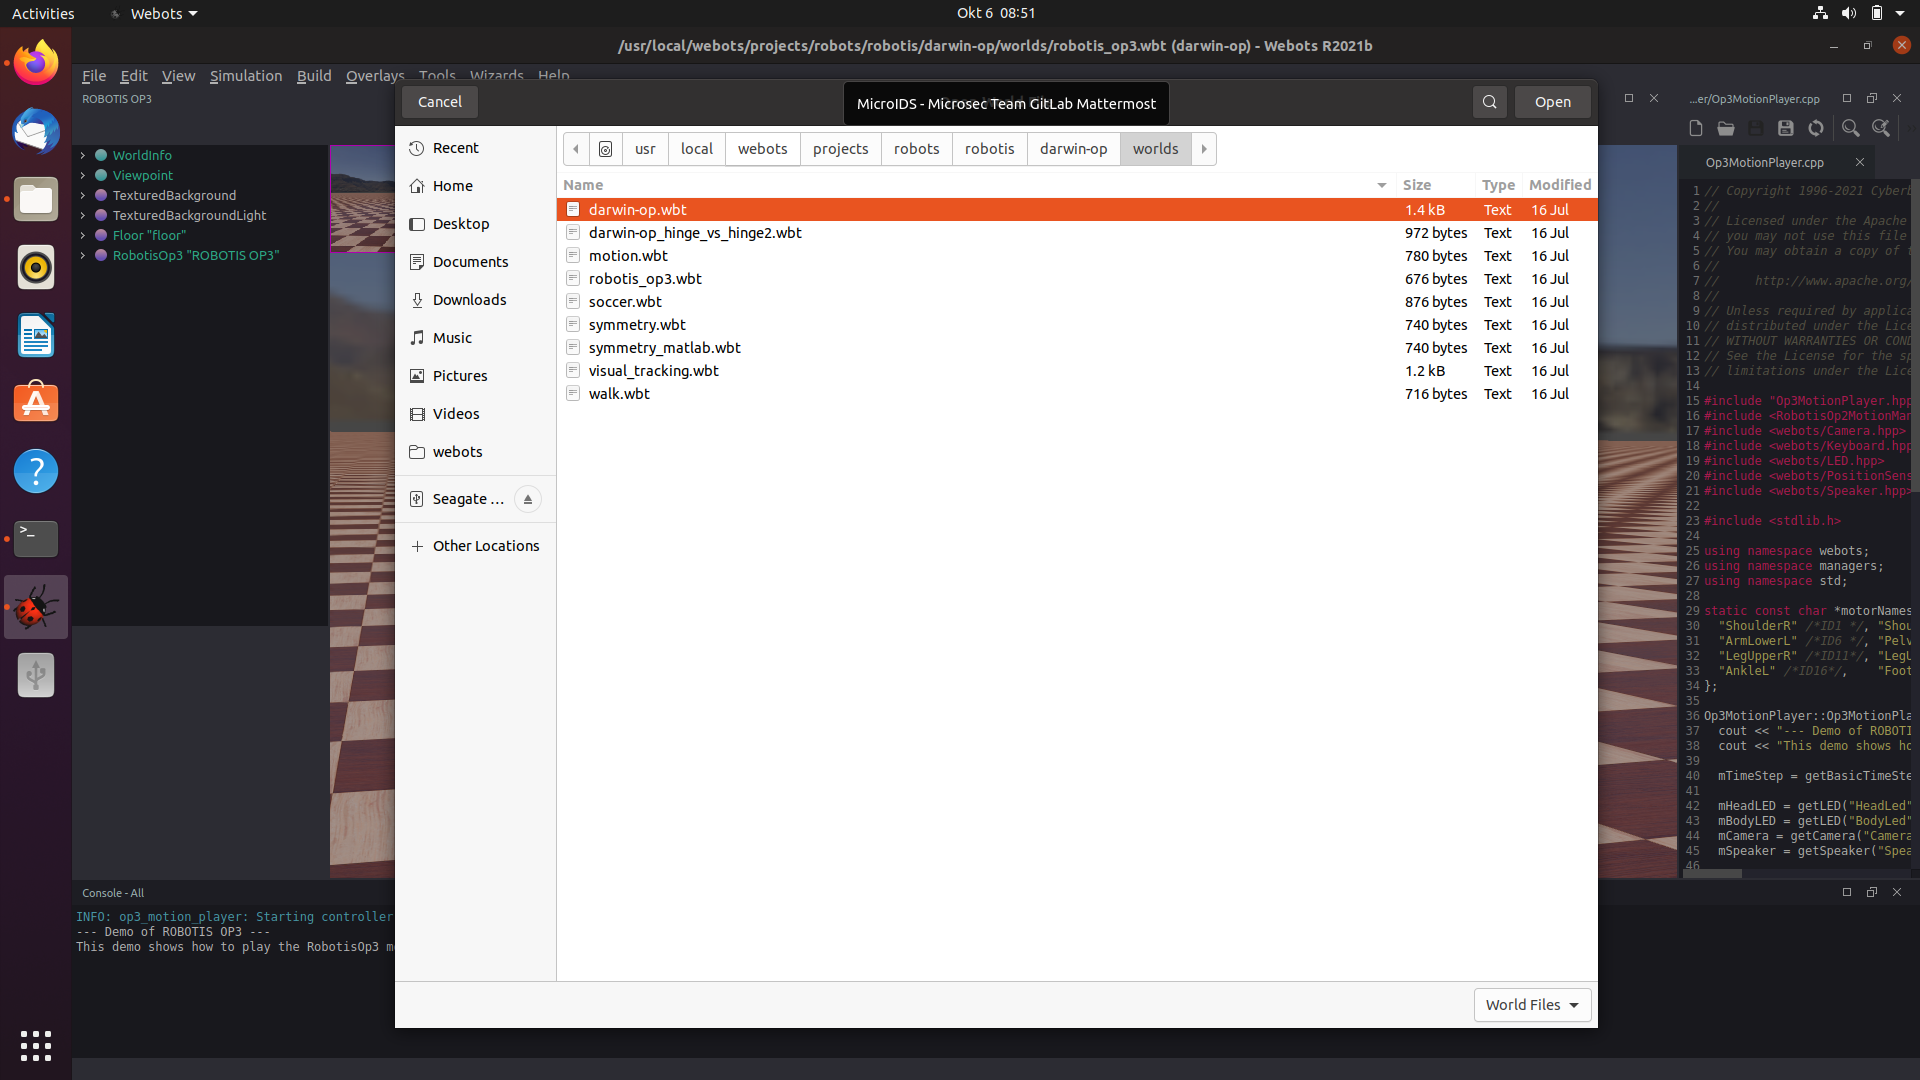 Activities
Webots
Okt 6 08:51
/usr/local/webots/projects/robots/robotis/darwin-op/worlds/robotis_op3.wbt (darwin-op) - Webots R2021b
File Edit View Simulation Build Overlays Tools Wizards Help
ROBOTIS OP3
WorldInfo
Viewpoint
TexturedBackground
TexturedBackgroundLight
Floor "floor"
RobotisOp3 "ROBOTIS OP3"
Cancel
MicroIDS - Microsec Team GitLab Mattermost
Open
Recent
Home
Desktop
Documents
Downloads
Music
Pictures
Videos
webots
Seagate ...
Other Locations
usr local webots projects robots robotis darwin-op worlds
Name Size Type Modified
darwin-op.wbt 1.4 kB Text 16 Jul
darwin-op_hinge_vs_hinge2.wbt 972 bytes Text 16 Jul
motion.wbt 780 bytes Text 16 Jul
robotis_op3.wbt 676 bytes Text 16 Jul
soccer.wbt 876 bytes Text 16 Jul
symmetry.wbt 740 bytes Text 16 Jul
symmetry_matlab.wbt 740 bytes Text 16 Jul
visual_tracking.wbt 1.2 kB Text 16 Jul
walk.wbt 716 bytes Text 16 Jul
World Files
...er/Op3MotionPlayer.cpp
Op3MotionPlayer.cpp
1 // Copyright 1996-2021 Cyberb
2 //
3 // Licensed under the Apache
4 // you may not use this file
5 // You may obtain a copy of t
6 //
7 //     http://www.apache.org/
8 //
9 // Unless required by applica
10 // distributed under the Lice
11 // WITHOUT WARRANTIES OR COND
12 // See the License for the sp
13 // limitations under the Lice
14
15 #include "Op3MotionPlayer.hpp
16 #include <RobotisOp2MotionMan
17 #include <webots/Camera.hpp>
18 #include <webots/Keyboard.hpp
19 #include <webots/LED.hpp>
20 #include <webots/PositionSens
21 #include <webots/Speaker.hpp>
22
23 #include <stdlib.h>
24
25 using namespace webots;
26 using namespace managers;
27 using namespace std;
28
29 static const char *motorNames
30 "ShoulderR" /*ID1 */, "Shou
31 "ArmLowerL" /*ID6 */, "Pelv
32 "LegUpperR" /*ID11*/, "LegU
33 "AnkleL" /*ID16*/,    "Foot
34 };
35
36 Op3MotionPlayer::Op3MotionPla
37 cout << "--- Demo of ROBOTI
38 cout << "This demo shows ho
39
40 mTimeStep = getBasicTimeSte
41
42 mHeadLED = getLED("HeadLed"
43 mBodyLED = getLED("BodyLed"
44 mCamera = getCamera("Camera
45 mSpeaker = getSpeaker("Spea
46
Console - All
INFO: op3_motion_player: Starting controller
--- Demo of ROBOTIS OP3 ---
This demo shows how to play the RobotisOp3 m